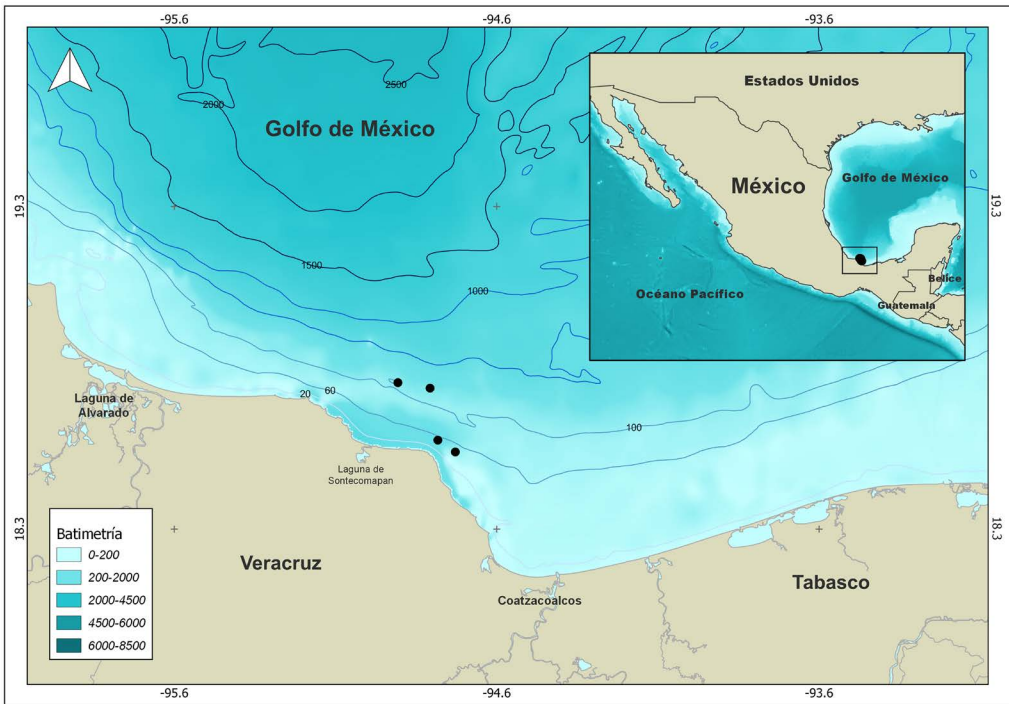 -95.6
-94.6
-93.6
2500
2000
Golfo de México
Estados Unidos
México
Golfo de México
Océano Pacífico
Belice
Guatemala
19.3
19.3
1500
1000
20
60
100
Laguna de
Alvarado
Laguna de
Sontecomapan
18.3
18.3
Batimetría
0-200
200-2000
2000-4500
4500-6000
6000-8500
Veracruz
Coatzacoalcos
Tabasco
-95.6
-94.6
-93.6